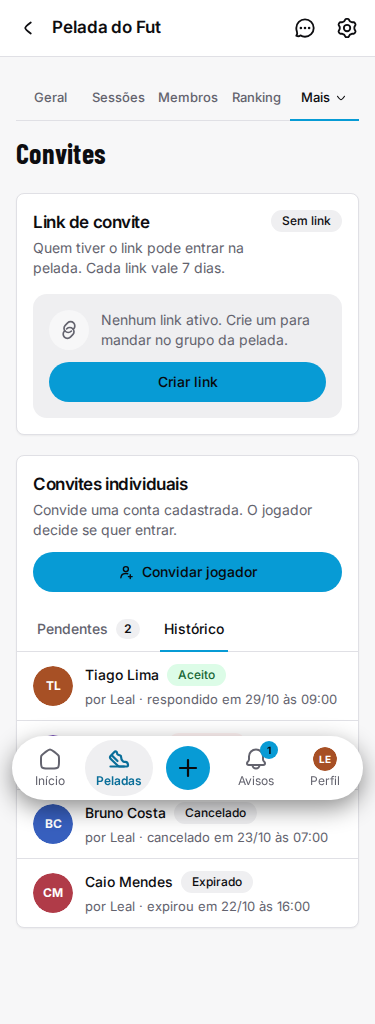 Pelada do Fut
Geral
Sessões
Membros
Ranking
Mais
Convites
Link de convite
Sem link
Quem tiver o link pode entrar na
pelada. Cada link vale 7 dias.
Nenhum link ativo. Crie um para
mandar no grupo da pelada.
Criar link
Convites individuais
Convide uma conta cadastrada. O jogador
decide se quer entrar.
Convidar jogador
Pendentes 2
Histórico
TL
Tiago Lima Aceito
por Leal · respondido em 29/10 às 09:00
Início
Peladas
1
Avisos
LE
Perfil
BC
Bruno Costa Cancelado
por Leal · cancelado em 23/10 às 07:00
CM
Caio Mendes Expirado
por Leal · expirou em 22/10 às 16:00